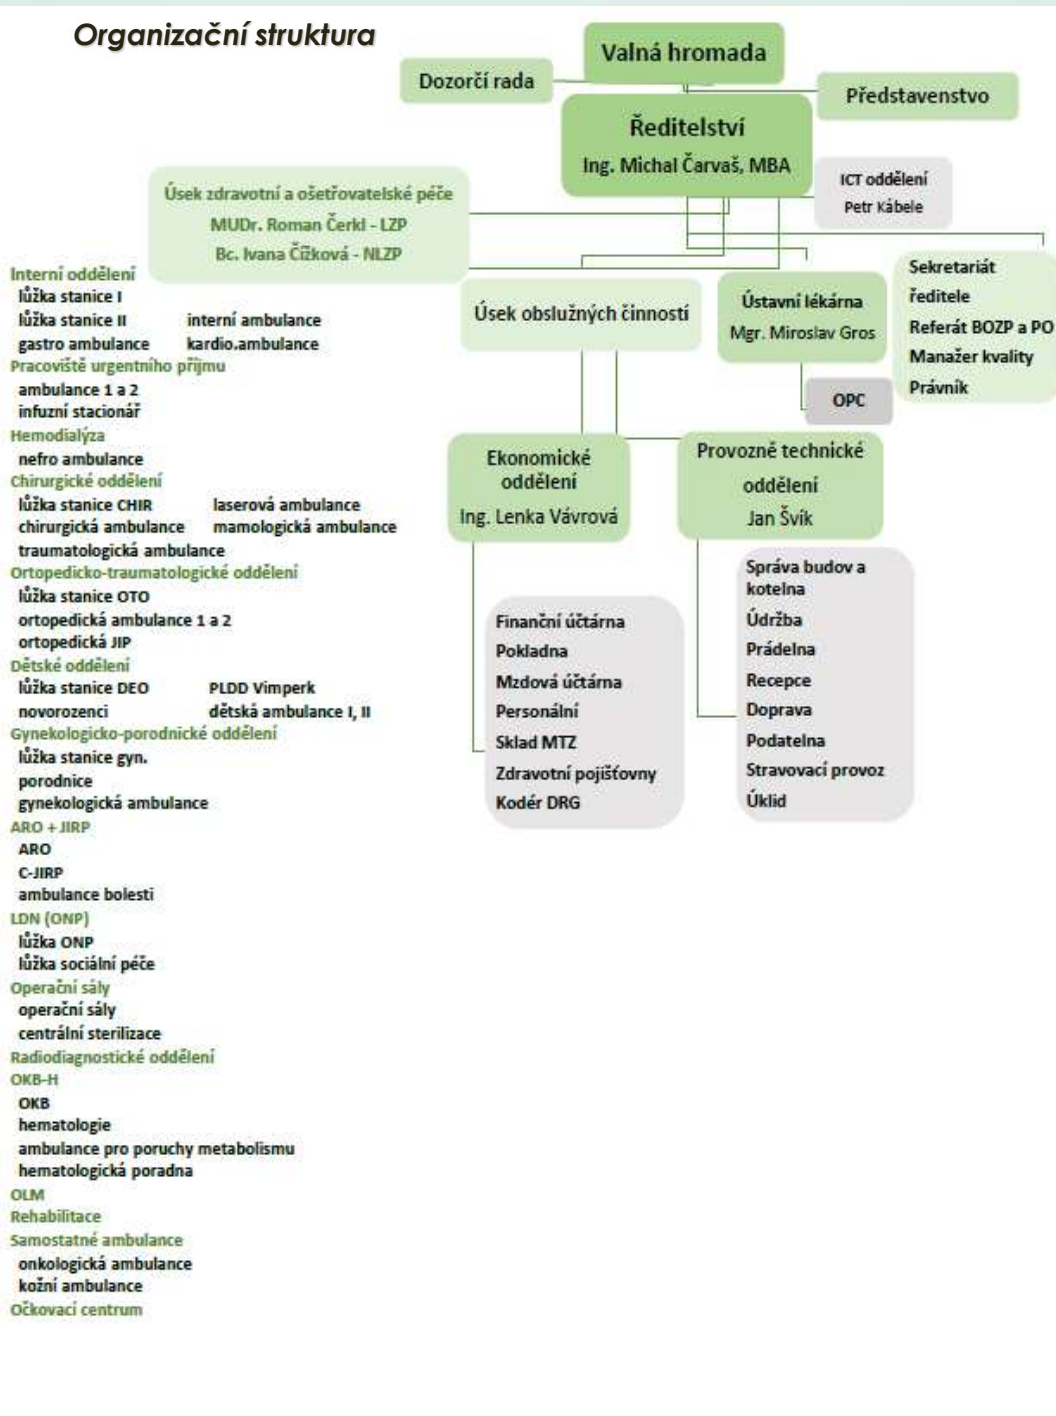 Organizační struktura
Valná hromada
Dozorčí rada
Představenstvo
Ředitelství
Ing. Michal Čarvaš, MBA
ICT oddělení
Petr Kábele
Úsek zdravotní a ošetřovatelské péče
MUDr. Roman Čerkl - LZP
Bc. Ivana Čížková - NLZP
Úsek obslužných činností
Ústavní lékárna
Mgr. Miroslav Gros
OPC
Sekretariát
ředitele
Referát BOZP a PO
Manažer kvality
Právník
Ekonomické
oddělení
Ing. Lenka Vávrová
Provozně technické
oddělení
Jan Švík
Finanční účtárna
Pokladna
Mzdová účtárna
Personální
Sklad MTZ
Zdravotní pojišťovny
Kodér DRG
Správa budov a
kotelna
Údržba
Prádelna
Recepce
Doprava
Podatelna
Stravovací provoz
Úklid
Interní oddělení
lůžka stanice I
lůžka stanice II interní ambulance
gastro ambulance kardio.ambulance
Pracoviště urgentního příjmu
ambulance 1 a 2
infuzní stacionář
Hemodialýza
nefro ambulance
Chirurgické oddělení
lůžka stanice CHIR laserová ambulance
chirurgická ambulance mamologická ambulance
traumatologická ambulance
Ortopedicko-traumatologické oddělení
lůžka stanice OTO
ortopedická ambulance 1 a 2
ortopedická JIP
Dětské oddělení
lůžka stanice DEO PLDD Vimperk
novorozenci dětská ambulance I, II
Gynekologicko-porodnické oddělení
lůžka stanice gyn.
porodnice
gynekologická ambulance
ARO + JIRP
ARO
C-JIRP
ambulance bolesti
LDN (ONP)
lůžka ONP
lůžka sociální péče
Operační sály
operační sály
centrální sterilizace
Radiodiagnostické oddělení
OKB-H
OKB
hematologie
ambulance pro poruchy metabolismu
hematologická poradna
OLM
Rehabilitace
Samostatné ambulance
onkologická ambulance
kožní ambulance
Očkovací centrum